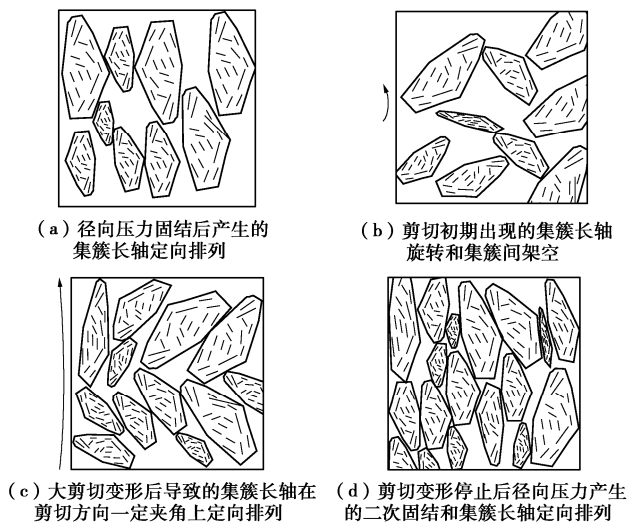 (a) 径向压力固结后产生的
集簇长轴定向排列
(b) 剪切初期出现的集簇长轴
旋转和集簇间架空
(c) 大剪切变形后导致的集簇长轴在
剪切方向一定夹角上定向排列
(d) 剪切变形停止后径向压力产生
的二次固结和集簇长轴定向排列